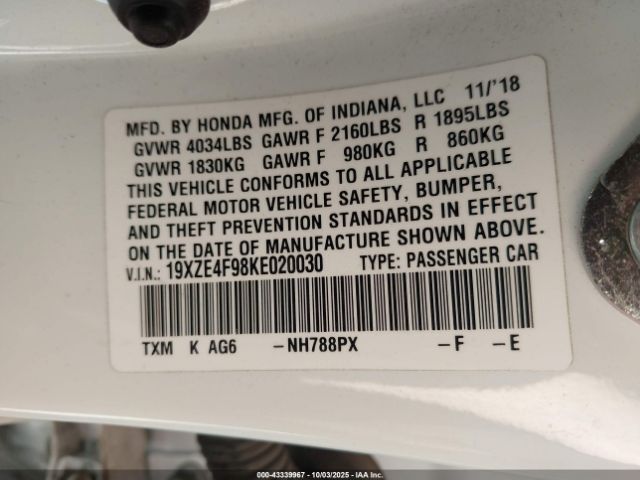 MFD. BY HONDA MFG. OF INDIANA, LLC 11/'18
GVWR 4034LBS GAWR F 2160LBS R 1895LBS
GVWR 1830KG GAWR F 980KG R 860KG
THIS VEHICLE CONFORMS TO ALL APPLICABLE
FEDERAL MOTOR VEHICLE SAFETY, BUMPER,
AND THEFT PREVENTION STANDARDS IN EFFECT
ON THE DATE OF MANUFACTURE SHOWN ABOVE.
V.I.N.: 19XZE4F98KE020030 TYPE: PASSENGER CAR
TXM K AG6 -NH788PX -F -E
000-43339967 - 10/03/2025 - IAA Inc.